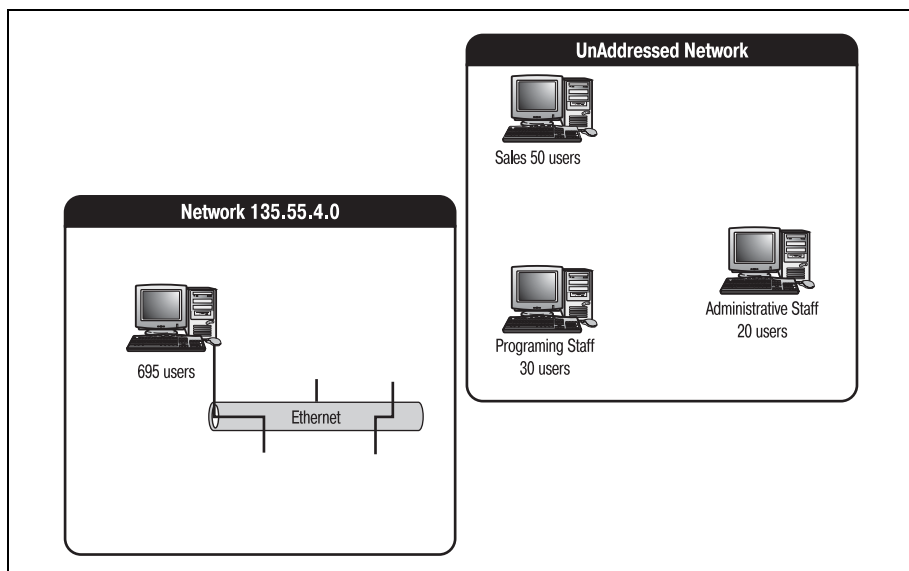 UnAddressed Network
Sales 50 users
Administrative Staff
20 users
Programing Staff
30 users
Network 135.55.4.0
695 users
Ethernet